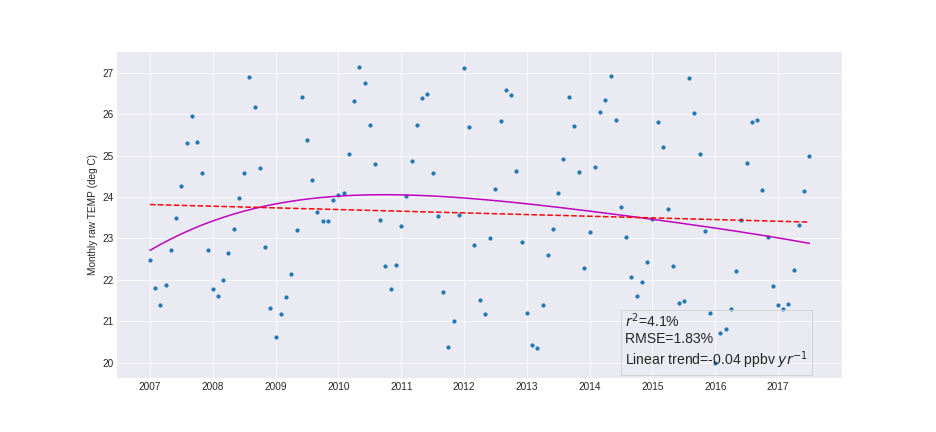 27
26
25
24
23
22
21
20
Monthly raw TEMP (deg C)
r²=4.1%
RMSE=1.83%
Linear trend=-0.04 ppbv yr⁻¹
2007 2008 2009 2010 2011 2012 2013 2014 2015 2016 2017